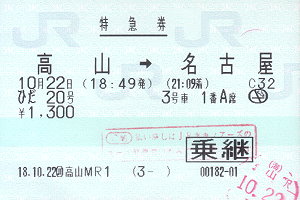 特急券
高山 → 名古屋
10月22日 (18:49発) (21:09着) C32
ひだ 20号 3号車 1番A席
¥1,300
乗継
18.10.22 高山MR1 (3-) 00182-01
10.22